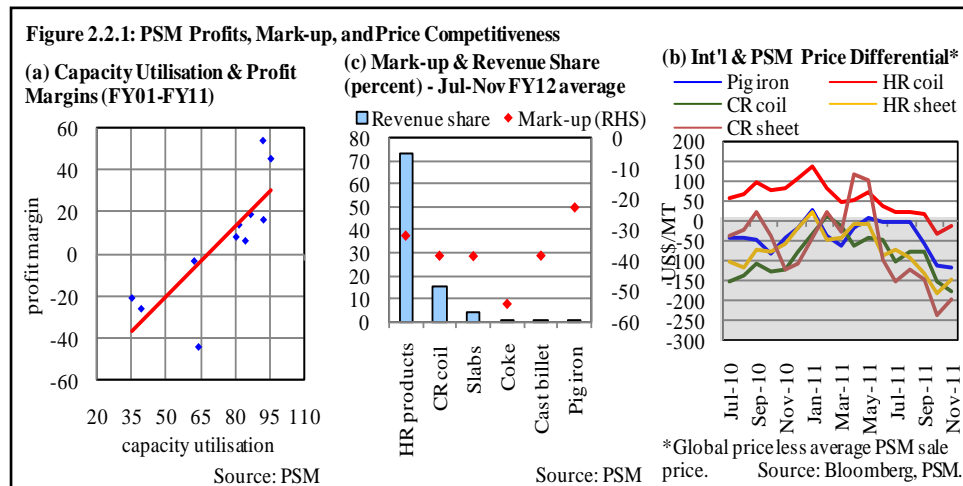 Figure 2.2.1: PSM Profits, Mark-up, and Price Competitiveness
(a) Capacity Utilisation & Profit
Margins (FY01-FY11)
60
40
20
0
-20
-40
-60
profit margin
20 35 50 65 80 95 110
capacity utilisation
Source: PSM
(c) Mark-up & Revenue Share
(percent) - Jul-Nov FY12 average
Revenue share Mark-up (RHS)
80
70
60
50
40
30
20
10
0
0
-10
-20
-30
-40
-50
-60
HR products
CR coil
Slabs
Coke
Cast billet
Pig iron
Source: PSM
(b) Int'l & PSM Price Differential*
Pig iron HR coil
CR coil HR sheet
CR sheet
200
150
100
50
0
-50
-100
-150
-200
-250
-300
US$/MT
Jul-10
Sep-10
Nov-10
Jan-11
Mar-11
May-11
Jul-11
Sep-11
Nov-11
*Global price less average PSM sale
price. Source: Bloomberg, PSM.